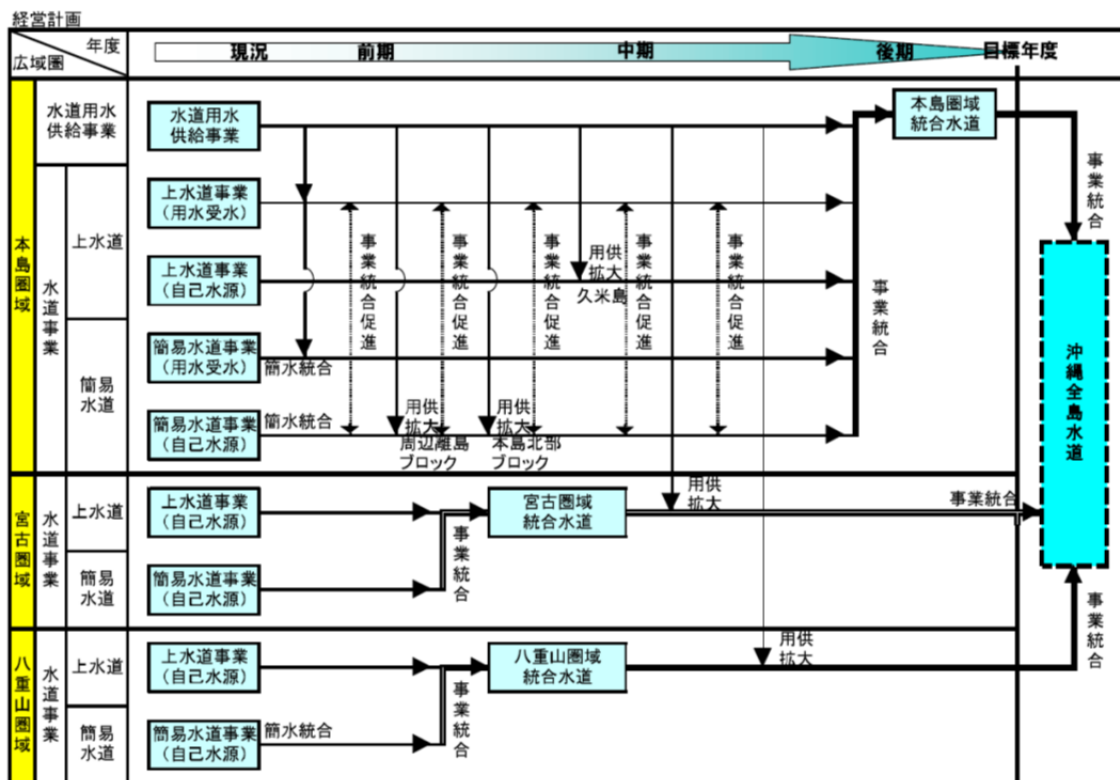 経営計画
年度
広域圏
現況
前期
中期
後期
目標年度
本島圏域
水道用水
供給事業
水道用水
供給事業
本島圏域
統合水道
事業統合
水道事業
上水道
上水道事業
(用水受水)
上水道事業
(自己水源)
事業統合促進
事業統合促進
事業統合促進
事業統合促進
事業統合促進
用供
拡大
久米島
事業統合
簡易
水道
簡易水道事業
(用水受水)
簡水統合
簡易水道事業
(自己水源)
簡水統合
用供
拡大
周辺離島
ブロック
用供
拡大
本島北部
ブロック
沖縄全島水道
宮古圏域
水道事業
上水道
上水道事業
(自己水源)
事業統合
宮古圏域
統合水道
用供
拡大
事業統合
簡易
水道
簡易水道事業
(自己水源)
八重山圏域
水道事業
上水道
上水道事業
(自己水源)
事業統合
八重山圏域
統合水道
用供
拡大
事業統合
簡易
水道
簡易水道事業
(自己水源)
簡水統合